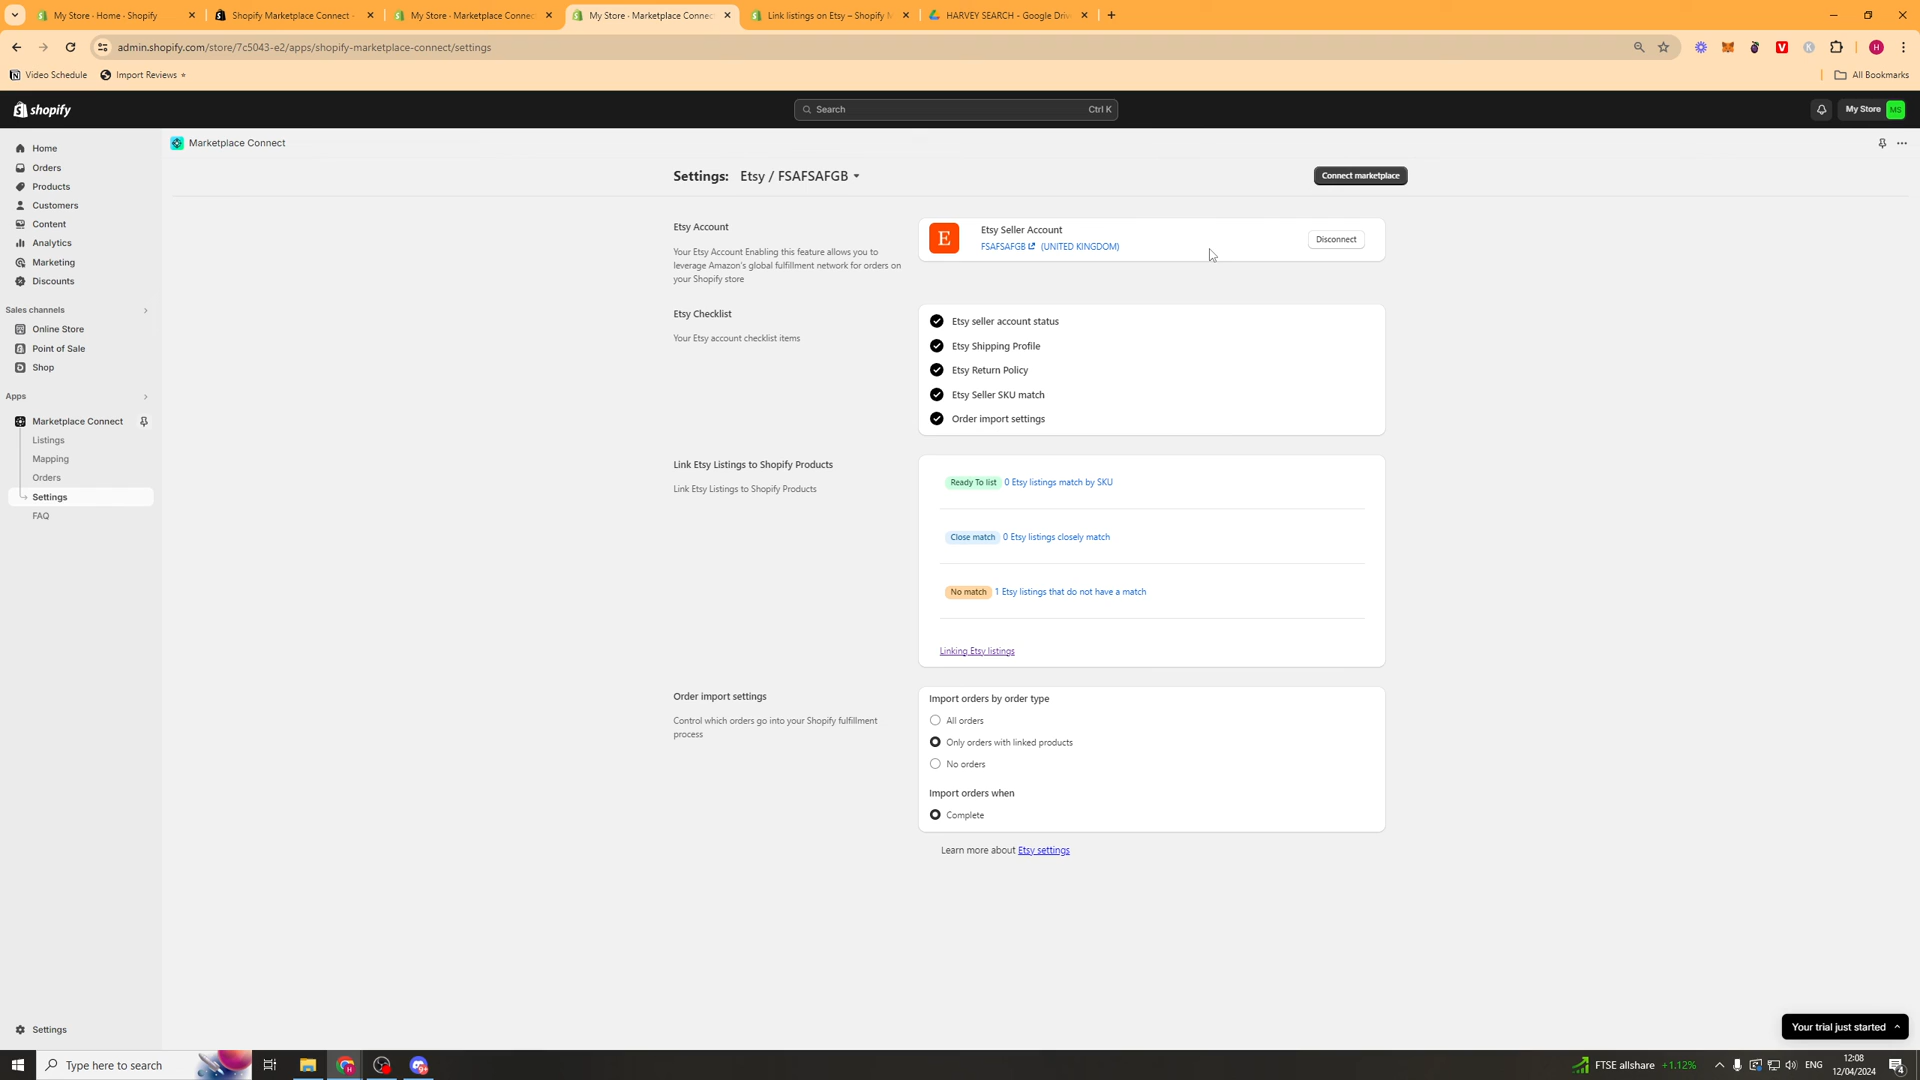 My Store · Home · Shopify
Shopify Marketplace Connect -
My Store · Marketplace Connec
My Store · Marketplace Connec
Link listings on Etsy – Shopify
HARVEY SEARCH - Google Driv
admin.shopify.com/store/7c5043-e2/apps/shopify-marketplace-connect/settings
H
Video Schedule
Import Reviews
All Bookmarks
shopify
Search
Ctrl K
My Store
MS
Home
Orders
Products
Customers
Content
Analytics
Marketing
Discounts
Sales channels
Online Store
Point of Sale
Shop
Apps
Marketplace Connect
Listings
Mapping
Orders
Settings
FAQ
Settings
Marketplace Connect
Settings: Etsy / FSAFSAFGB
Connect marketplace
Etsy Account
Your Etsy Account Enabling this feature allows you to
leverage Amazon's global fulfillment network for orders on
your Shopify store
E
Etsy Seller Account
FSAFSAFGB (UNITED KINGDOM)
Disconnect
Etsy Checklist
Your Etsy account checklist items
Etsy seller account status
Etsy Shipping Profile
Etsy Return Policy
Etsy Seller SKU match
Order import settings
Link Etsy Listings to Shopify Products
Link Etsy Listings to Shopify Products
Ready To list 0 Etsy listings match by SKU
Close match 0 Etsy listings closely match
No match 1 Etsy listings that do not have a match
Linking Etsy listings
Order import settings
Control which orders go into your Shopify fulfillment
process
Import orders by order type
All orders
Only orders with linked products
No orders
Import orders when
Complete
Learn more about Etsy settings
Your trial just started
Type here to search
FTSE allshare +1.12%
ENG
12:08
12/04/2024
4